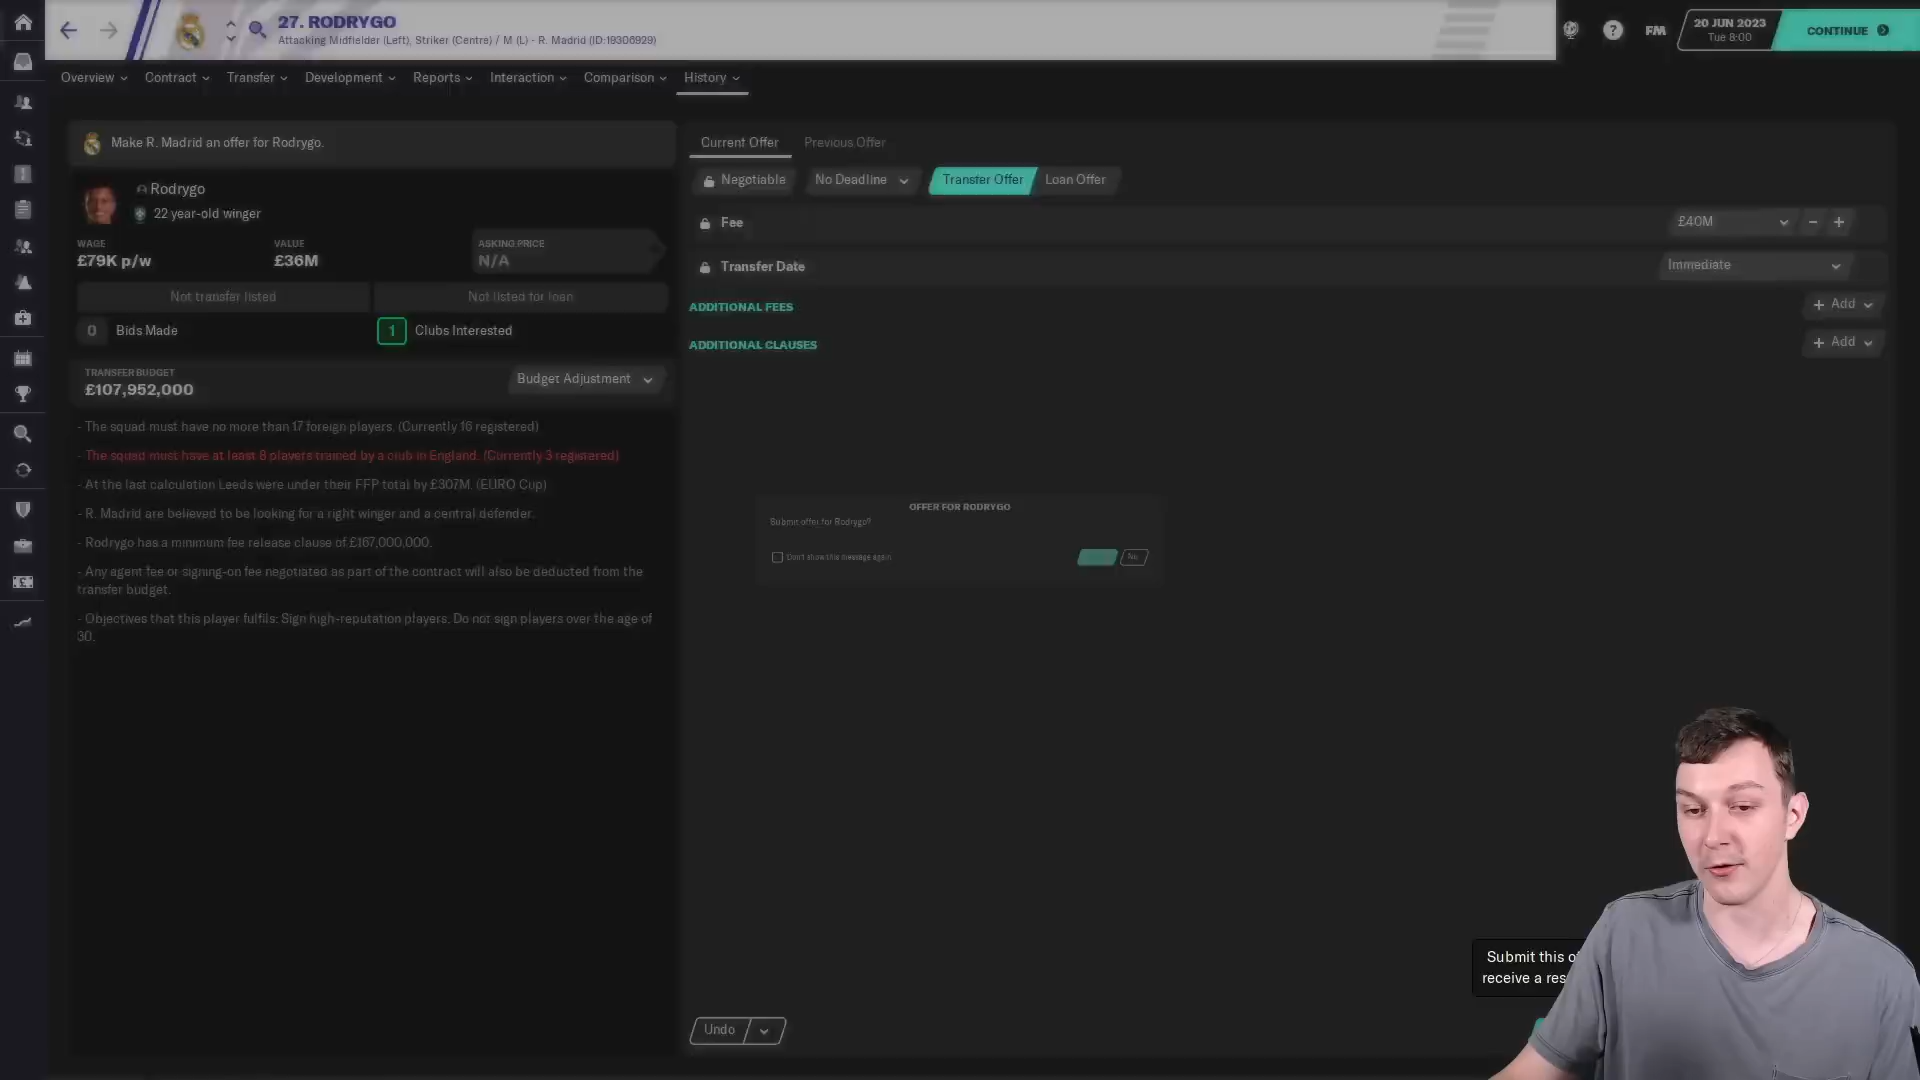 27. RODRYGO
Attacking Midfielder (Left), Striker (Centre) / M (L) - R. Madrid (ID:19306929)
FM
20 JUN 2023
Tue 8:00
CONTINUE
Overview
Contract
Transfer
Development
Reports
Interaction
Comparison
History
Make R. Madrid an offer for Rodrygo.
Rodrygo
22 year-old winger
WAGE
£79K p/w
VALUE
£36M
ASKING PRICE
N/A
Not transfer listed
Not listed for loan
0 Bids Made
1 Clubs Interested
TRANSFER BUDGET
£107,952,000
Budget Adjustment
- The squad must have no more than 17 foreign players. (Currently 16 registered)
- The squad must have at least 8 players trained by a club in England. (Currently 3 registered)
- At the last calculation Leeds were under their FFP total by £307M. (EURO Cup)
- R. Madrid are believed to be looking for a right winger and a central defender.
- Rodrygo has a minimum fee release clause of £167,000,000.
- Any agent fee or signing-on fee negotiated as part of the contract will also be deducted from the
transfer budget.
- Objectives that this player fulfils: Sign high-reputation players. Do not sign players over the age of
30.
Current Offer
Previous Offer
Negotiable
No Deadline
Transfer Offer
Loan Offer
Fee
£40M
Transfer Date
Immediate
ADDITIONAL FEES
Add
ADDITIONAL CLAUSES
Add
OFFER FOR RODRYGO
Submit offer for Rodrygo?
Don't show this message again
No
Submit this o
receive a res
Undo